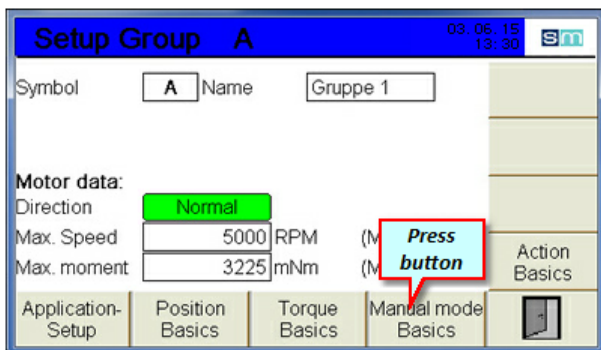 Setup Group A
03. 06. 15
13: 30
sm
Symbol A Name Gruppe 1
Motor data:
Direction Normal
Max. Speed 5000 RPM (M
Max. moment 3225 mNm (M
Press
button
Action
Basics
Application-
Setup
Position
Basics
Torque
Basics
Manual mode
Basics